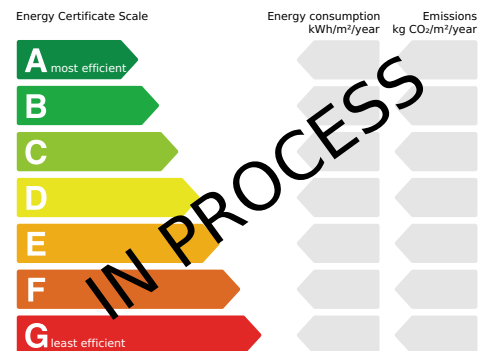 Energy Certificate Scale
Energy consumption
kWh/m²/year
Emissions
kg CO₂/m²/year
A most efficient
B
C
D
E
F
G least efficient
IN PROCESS